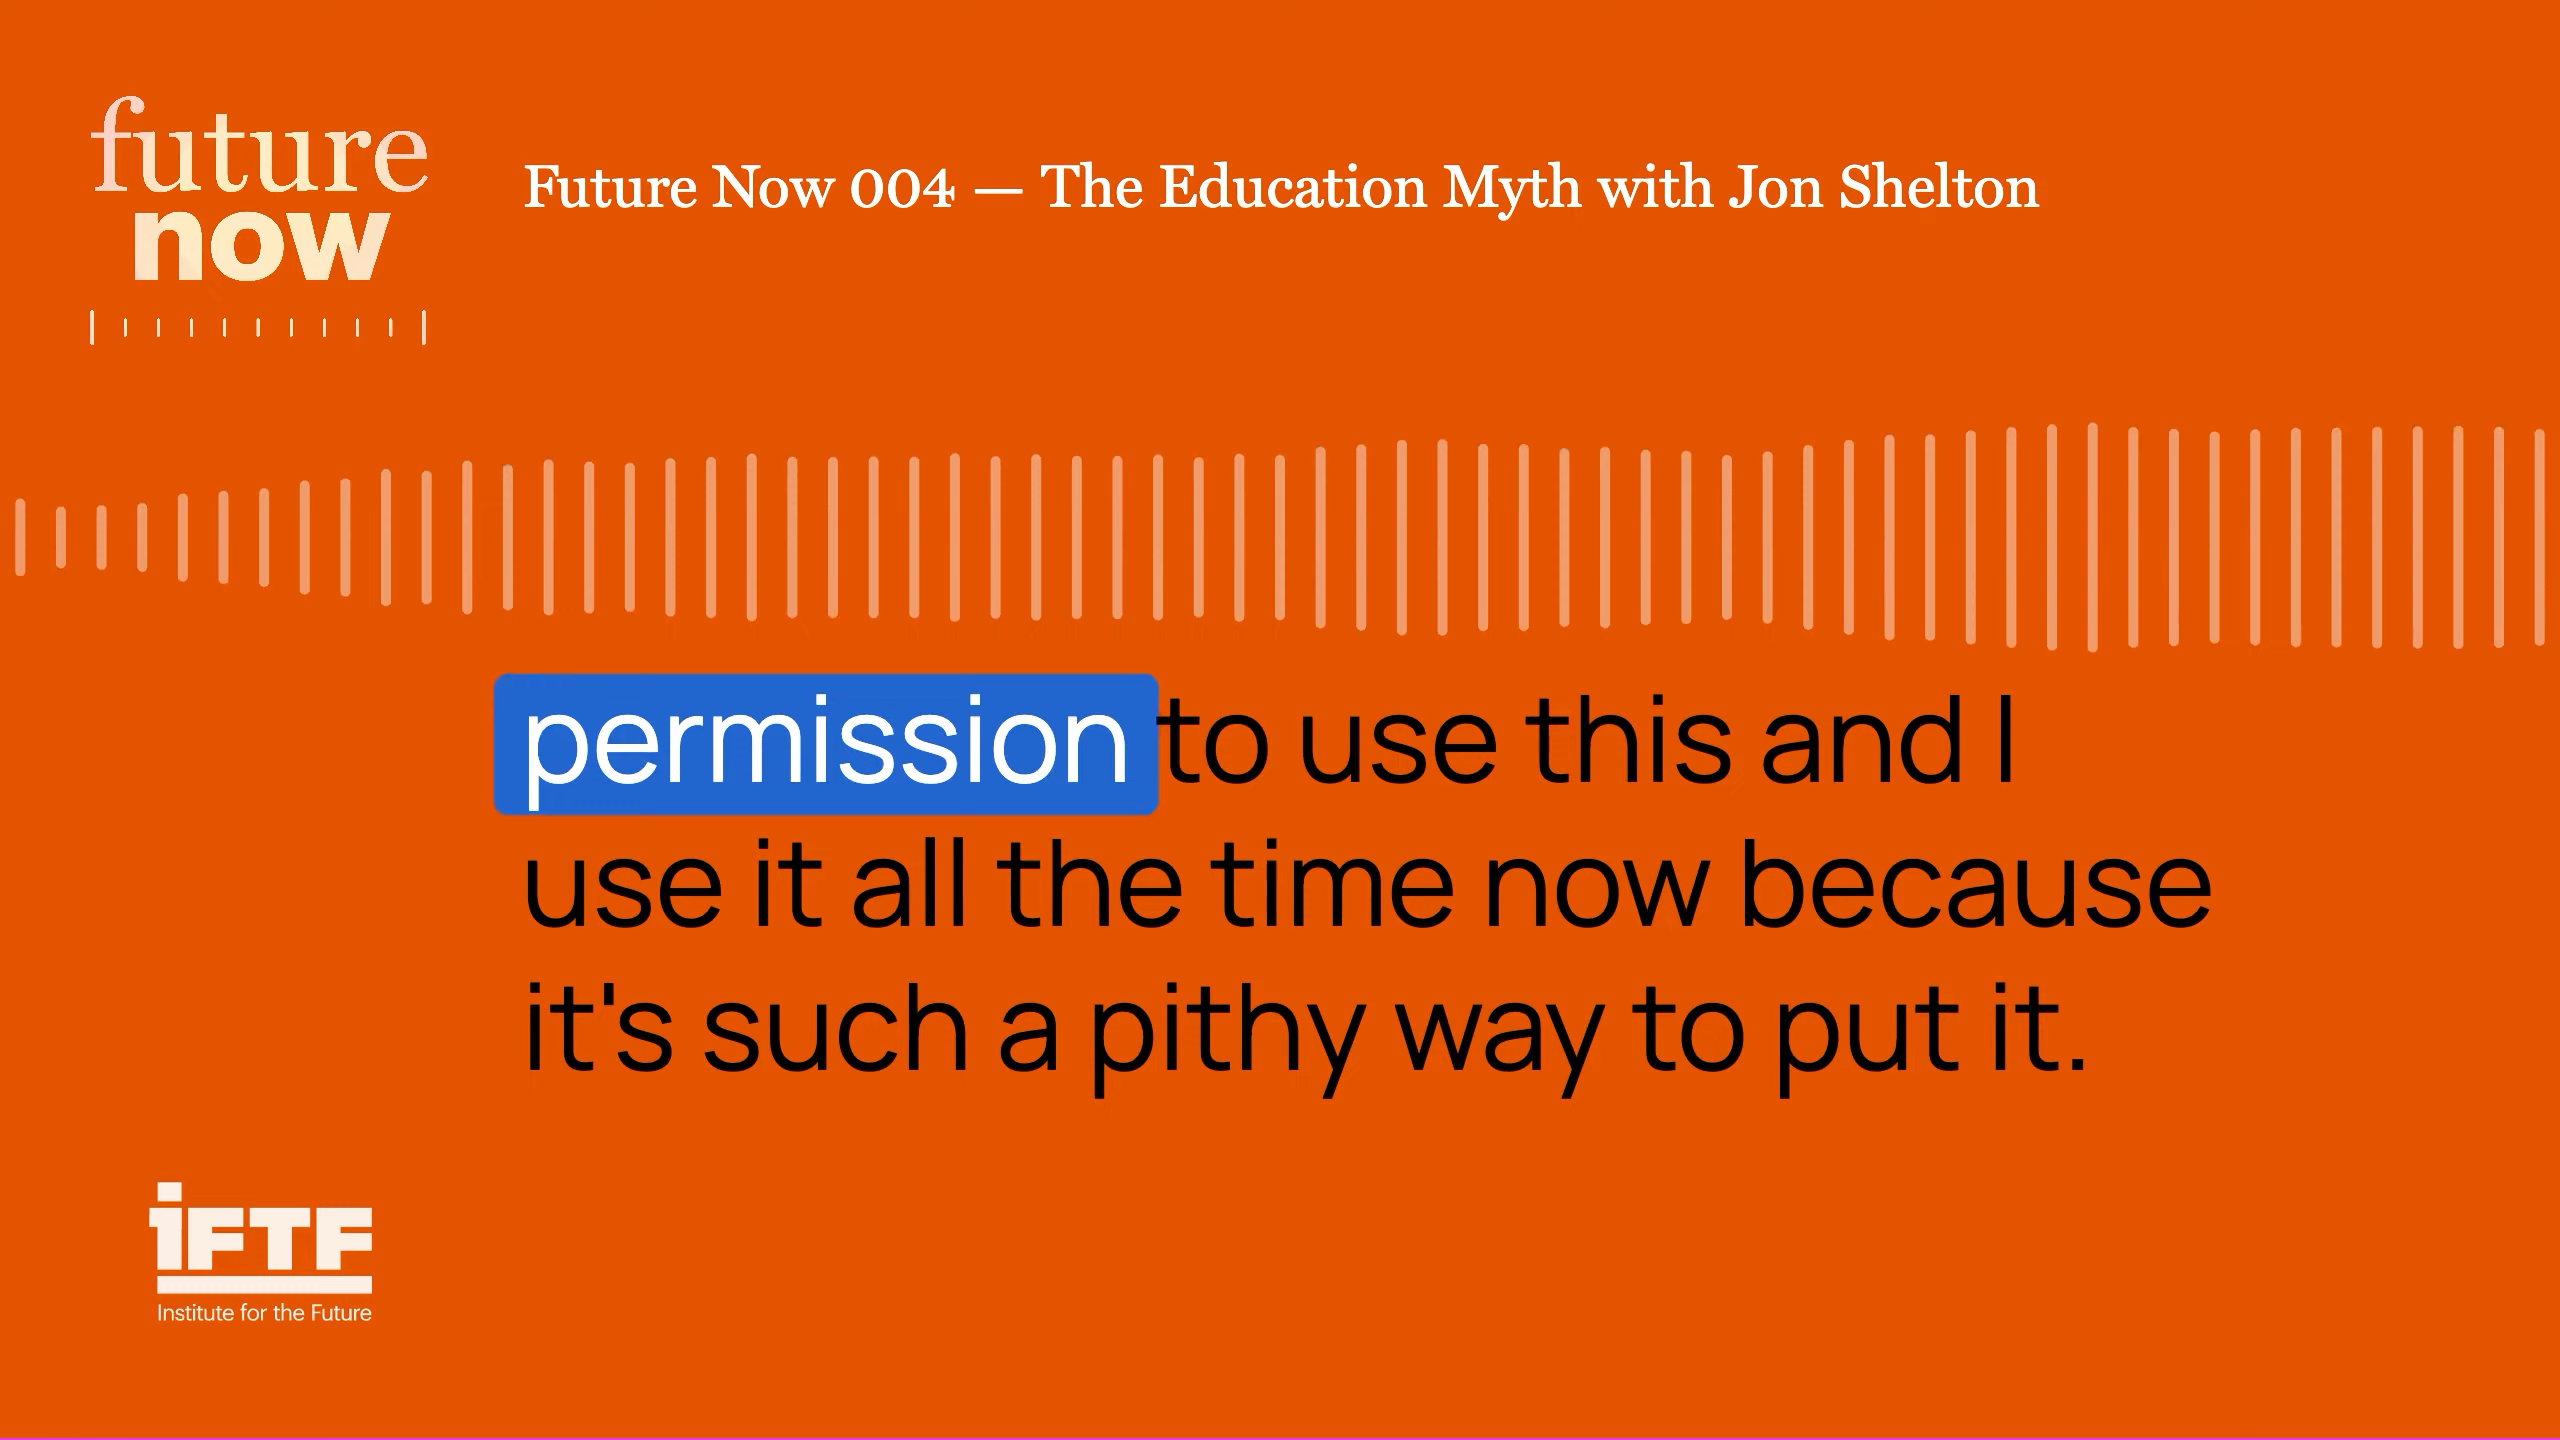 future
now
Future Now 004 — The Education Myth with Jon Shelton
permission to use this and I
use it all the time now because
it's such a pithy way to put it.
iFTF
Institute for the Future